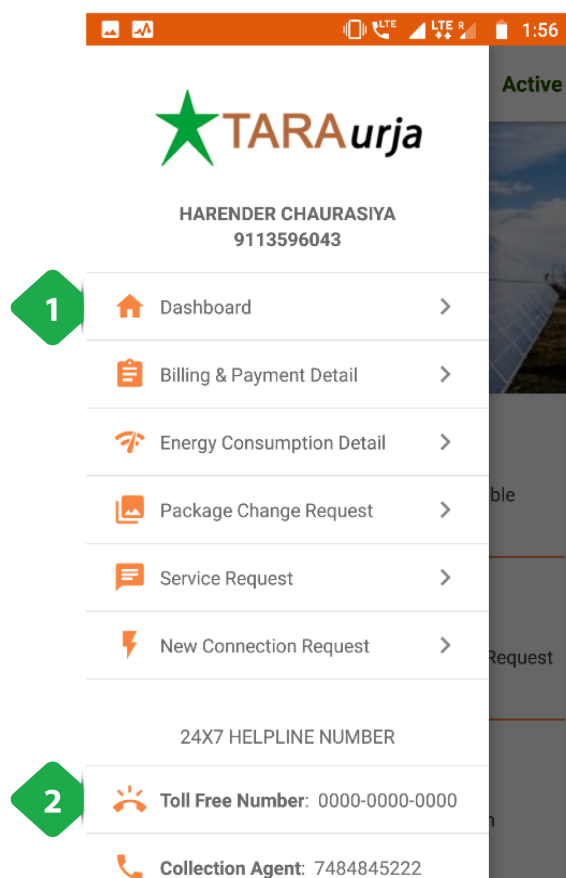 LTE LTE R 1:56
Active
TARAurja
HARENDER CHAURASIYA
9113596043
1
Dashboard
Billing & Payment Detail
Energy Consumption Detail
Package Change Request
ble
Service Request
New Connection Request
Request
24X7 HELPLINE NUMBER
2
Toll Free Number: 0000-0000-0000
Collection Agent: 7484845222